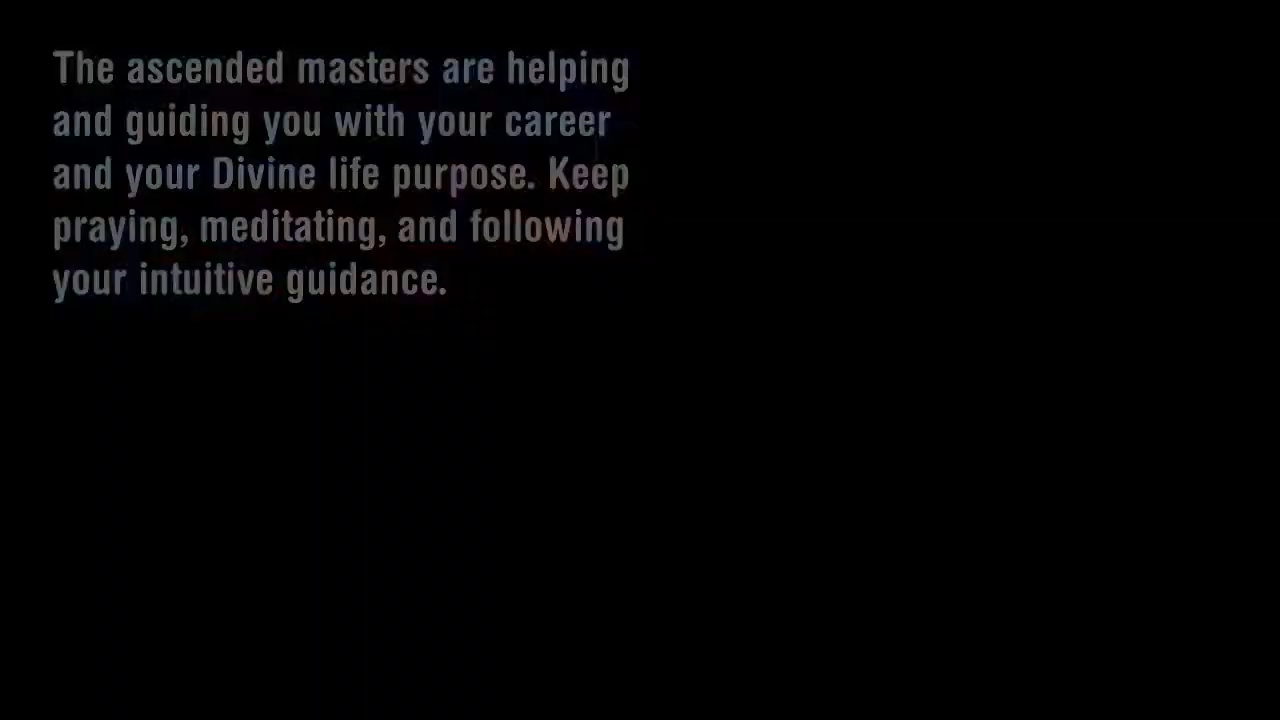 The ascended masters are helping
and guiding you with your career
and your Divine life purpose. Keep
praying, meditating, and following
your intuitive guidance.